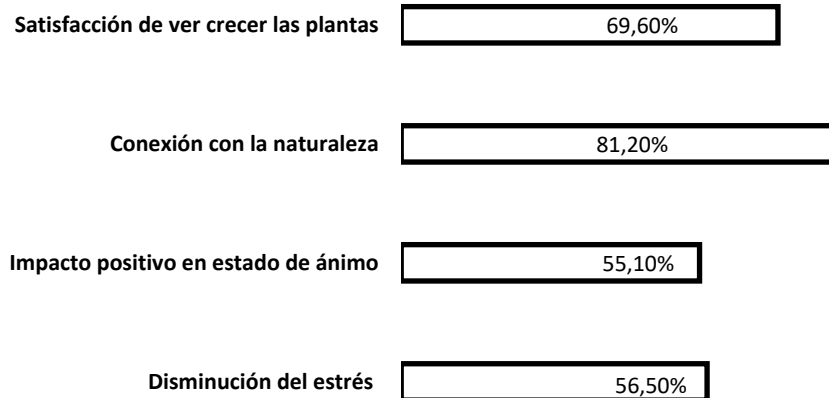 Satisfacción de ver crecer las plantas 69,60%
Conexión con la naturaleza 81,20%
Impacto positivo en estado de ánimo 55,10%
Disminución del estrés 56,50%